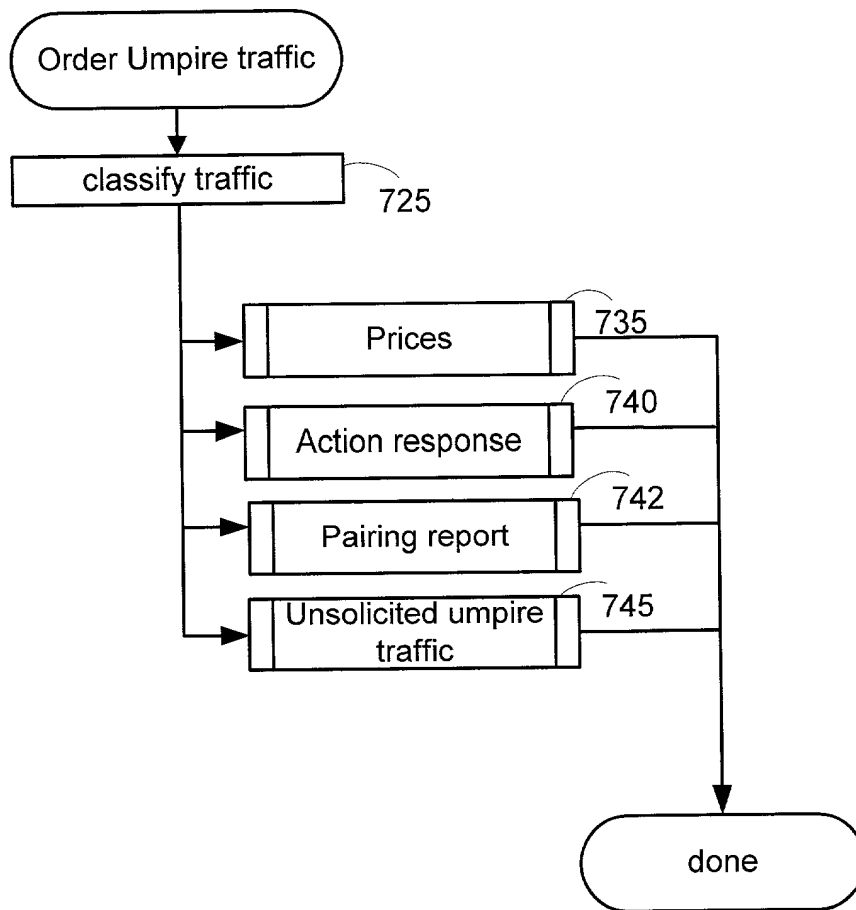 Order Umpire traffic
classify traffic
725
Prices
735
Action response
740
Pairing report
742
Unsolicited umpire
traffic
745
done